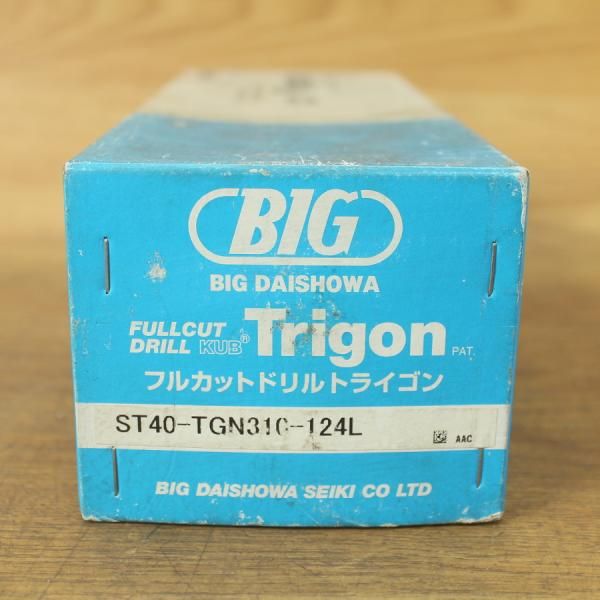 BIG
BIG DAISHOWA
FULLCUT
DRILL KUB® Trigon PAT.
フルカットドリルトライゴン
ST40-TGN310-124L
AAC
BIG DAISHOWA SEIKI CO LTD